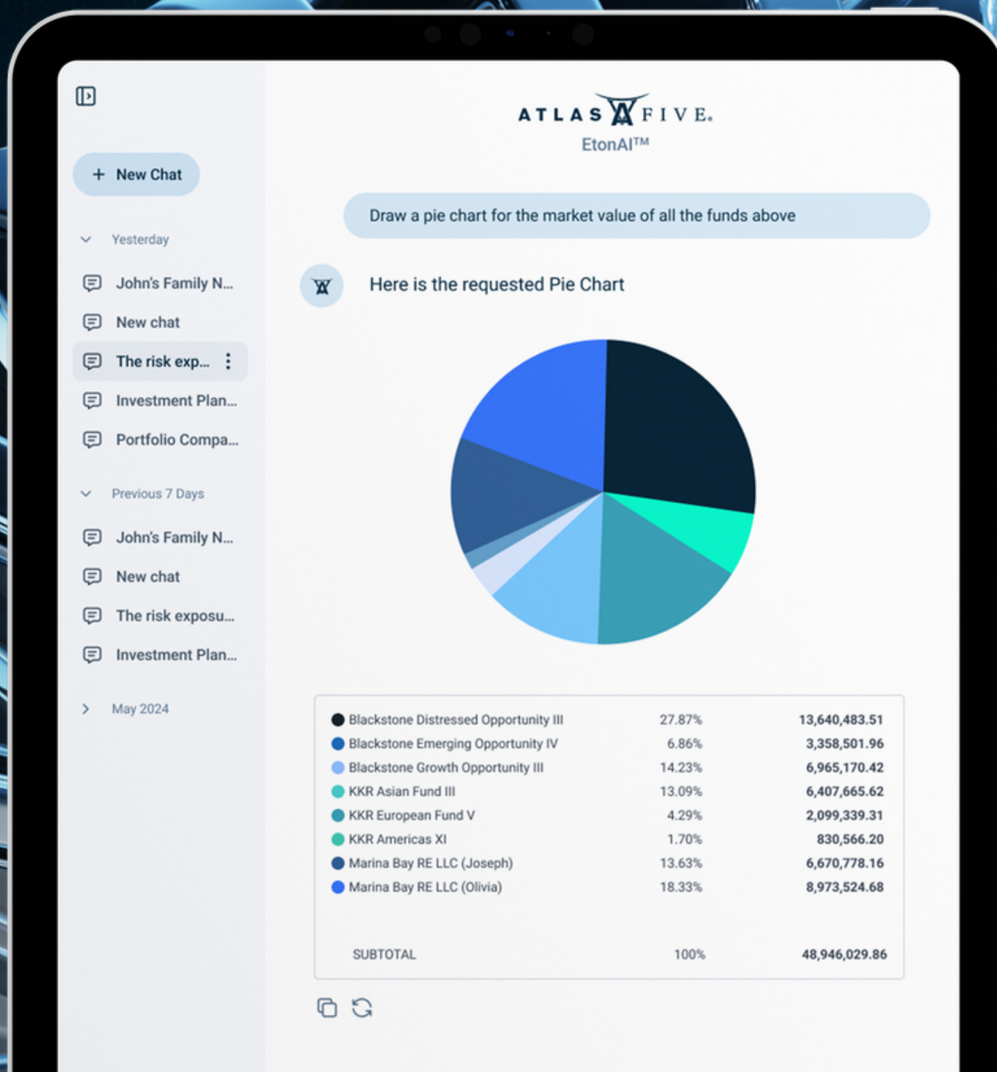 ATLAS FIVE®
EtonAI™
+ New Chat
Draw a pie chart for the market value of all the funds above
Yesterday
Here is the requested Pie Chart
John's Family N...
New chat
The risk exp...
Investment Plan...
Portfolio Compa...
Previous 7 Days
John's Family N...
New chat
The risk exposu...
Investment Plan...
May 2024
Blackstone Distressed Opportunity III 27.87% 13,640,483.51
Blackstone Emerging Opportunity IV 6.86% 3,358,501.96
Blackstone Growth Opportunity III 14.23% 6,965,170.42
KKR Asian Fund III 13.09% 6,407,665.62
KKR European Fund V 4.29% 2,099,339.31
KKR Americas XI 1.70% 830,566.20
Marina Bay RE LLC (Joseph) 13.63% 6,670,778.16
Marina Bay RE LLC (Olivia) 18.33% 8,973,524.68
SUBTOTAL 100% 48,946,029.86